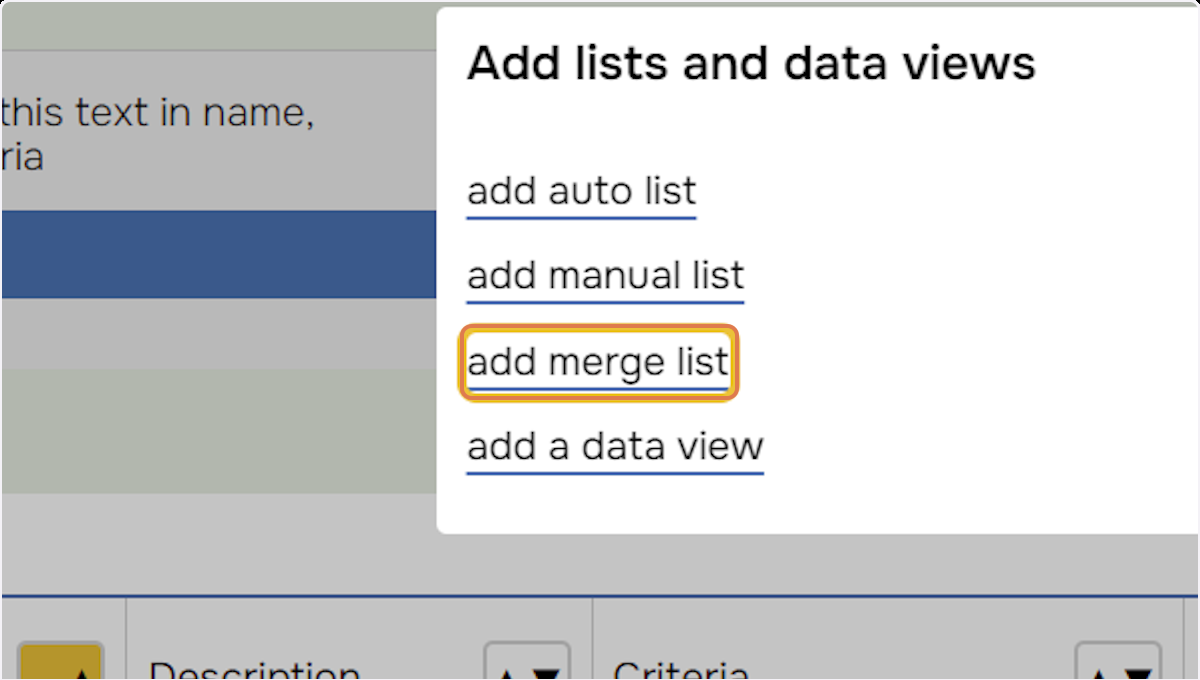 Add lists and data views
this text in name,
ria
add auto list
add manual list
add merge list
add a data view
Description
Criteria